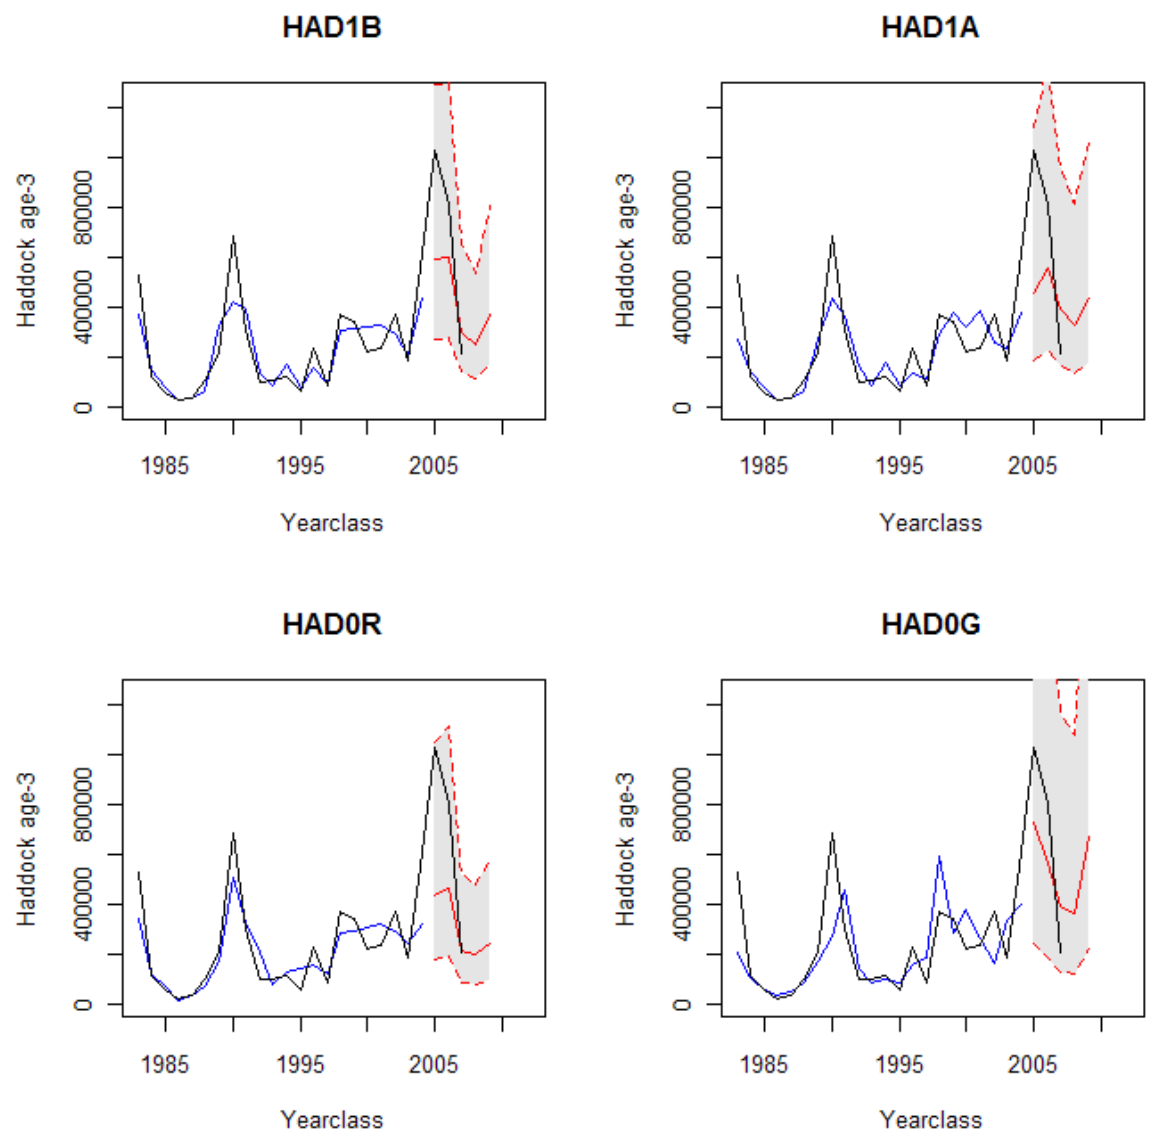 HAD1B
Haddock age-3
0
400000
800000
1985
1995
2005
Yearclass
HAD1A
Haddock age-3
0
400000
800000
1985
1995
2005
Yearclass
HAD0R
Haddock age-3
0
400000
800000
1985
1995
2005
Yearclass
HAD0G
Haddock age-3
0
400000
800000
1985
1995
2005
Yearclass